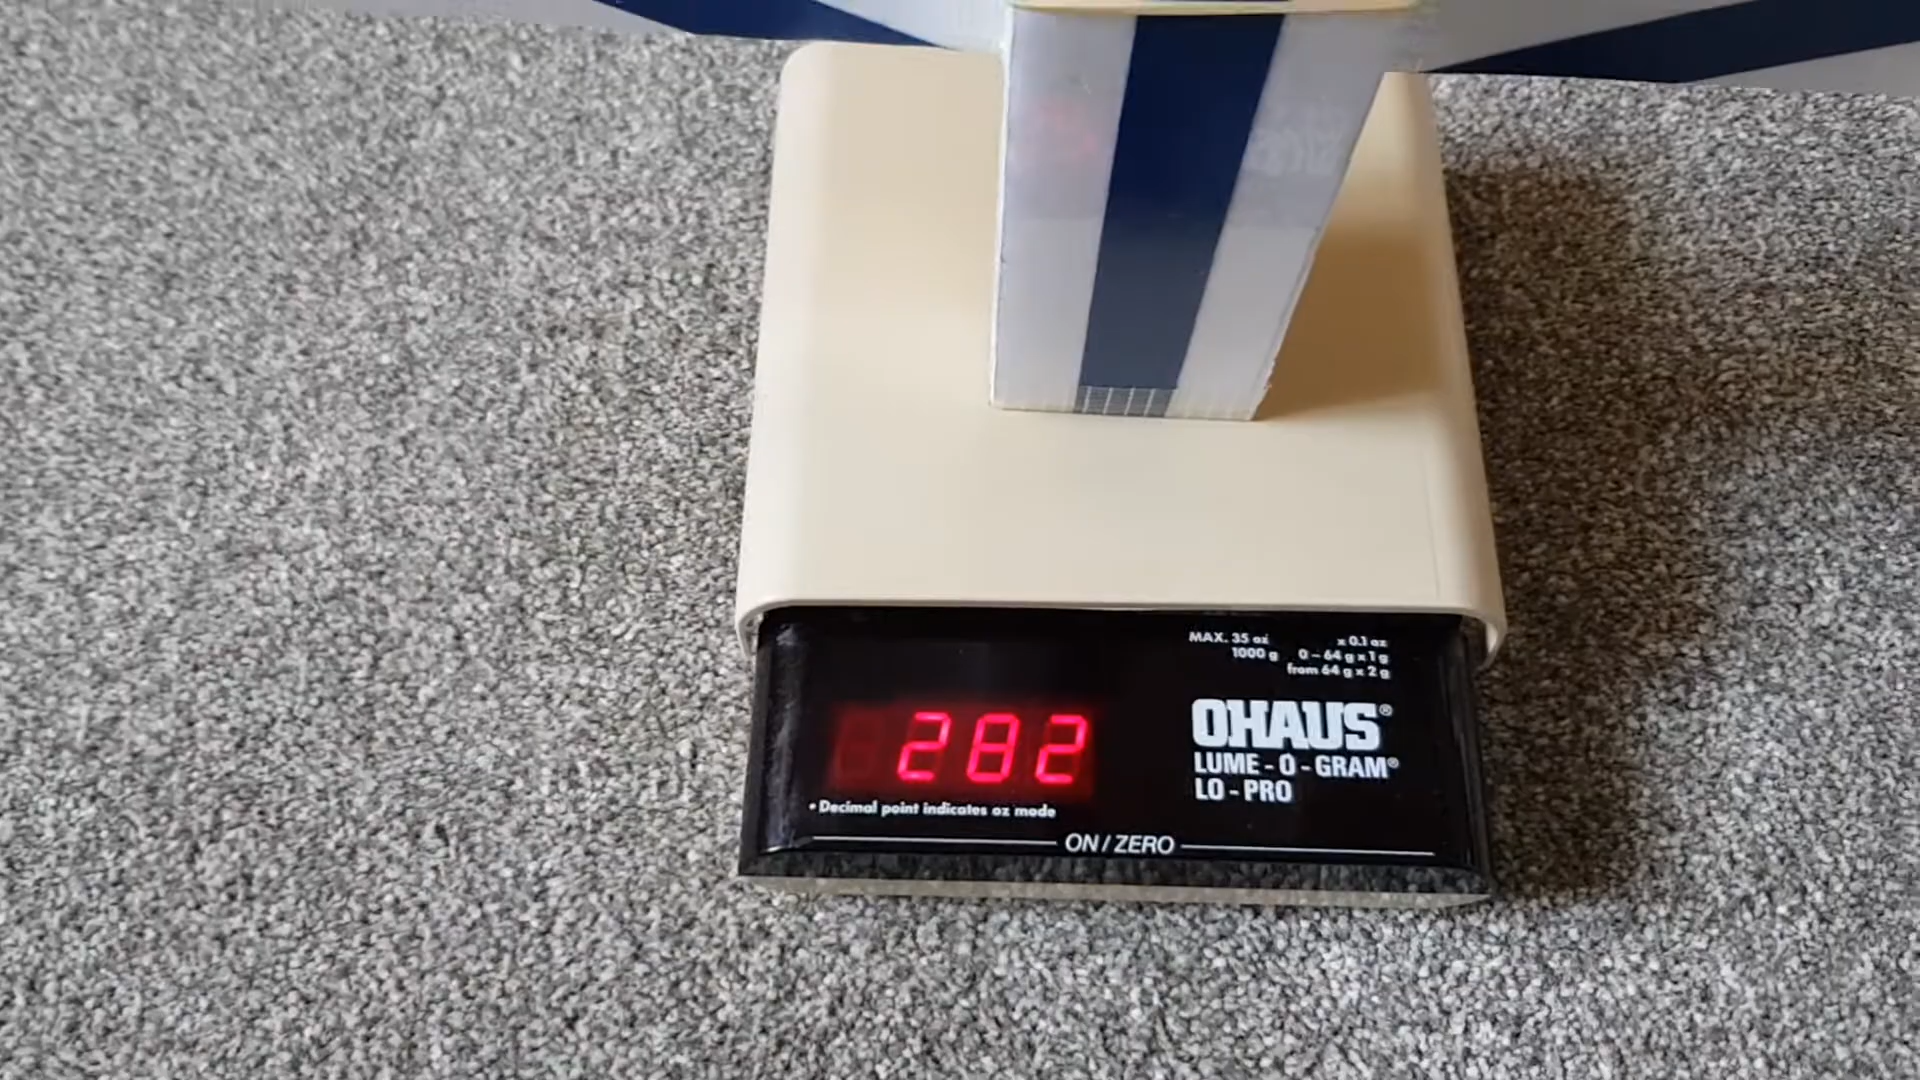 MAX. 35 oz x 0.1 oz
1000 g 0 – 64 g x 1 g
from 64 g x 2 g
282
OHAUS®
LUME - O - GRAM®
LO - PRO
• Decimal point indicates oz mode
ON / ZERO